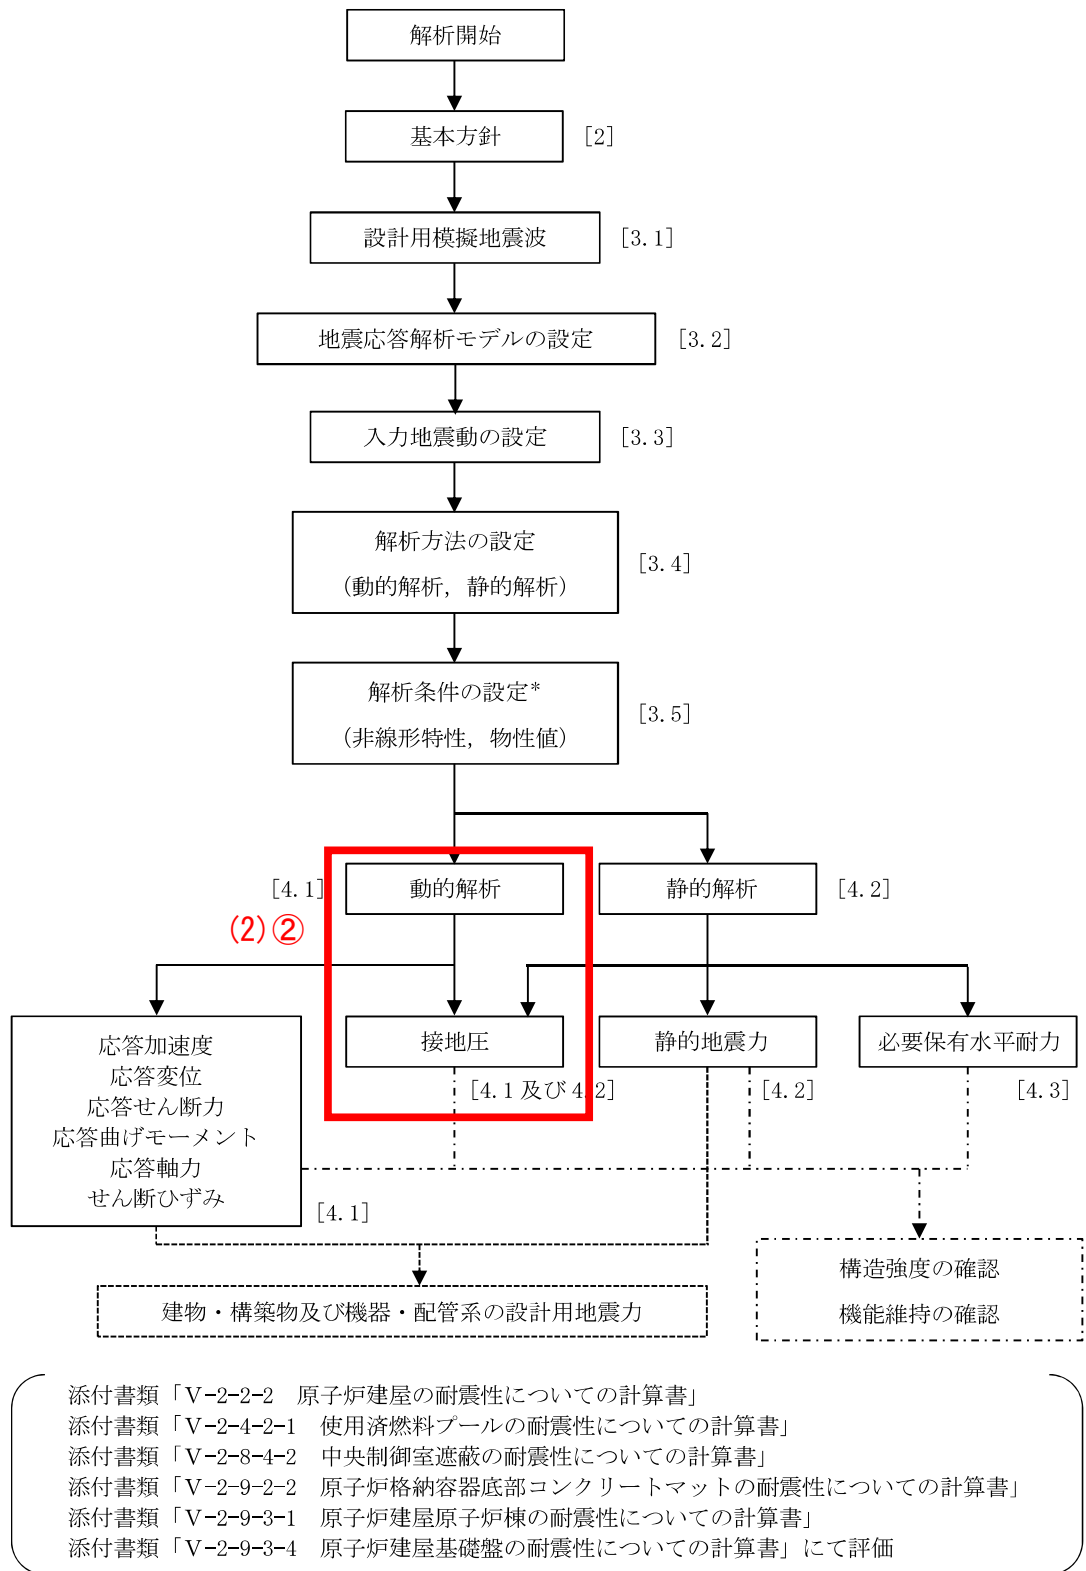 解析開始
基本方針 [2]
設計用模擬地震波 [3.1]
地震応答解析モデルの設定 [3.2]
入力地震動の設定 [3.3]
解析方法の設定
(動的解析，静的解析) [3.4]
解析条件の設定*
(非線形特性，物性値) [3.5]
[4.1] 動的解析 静的解析 [4.2]
(2)②
接地圧 静的地震力 必要保有水平耐力
[4.1 及び 4.2] [4.2] [4.3]
応答加速度
応答変位
応答せん断力
応答曲げモーメント
応答軸力
せん断ひずみ
[4.1]
建物・構築物及び機器・配管系の設計用地震力
構造強度の確認
機能維持の確認
添付書類「Ⅴ-2-2-2 原子炉建屋の耐震性についての計算書」
添付書類「Ⅴ-2-4-2-1 使用済燃料プールの耐震性についての計算書」
添付書類「Ⅴ-2-8-4-2 中央制御室遮蔽の耐震性についての計算書」
添付書類「Ⅴ-2-9-2-2 原子炉格納容器底部コンクリートマットの耐震性についての計算書」
添付書類「Ⅴ-2-9-3-1 原子炉建屋原子炉棟の耐震性についての計算書」
添付書類「Ⅴ-2-9-3-4 原子炉建屋基礎盤の耐震性についての計算書」にて評価